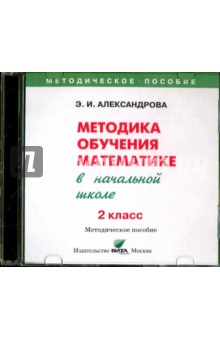 МЕТОДИЧЕСКОЕ ПОСОБИЕ
Э. И. АЛЕКСАНДРОВА
МЕТОДИКА
ОБУЧЕНИЯ
МАТЕМАТИКЕ
в начальной
школе
2 класс
Методическое пособие
Издательство ВИТА Москва